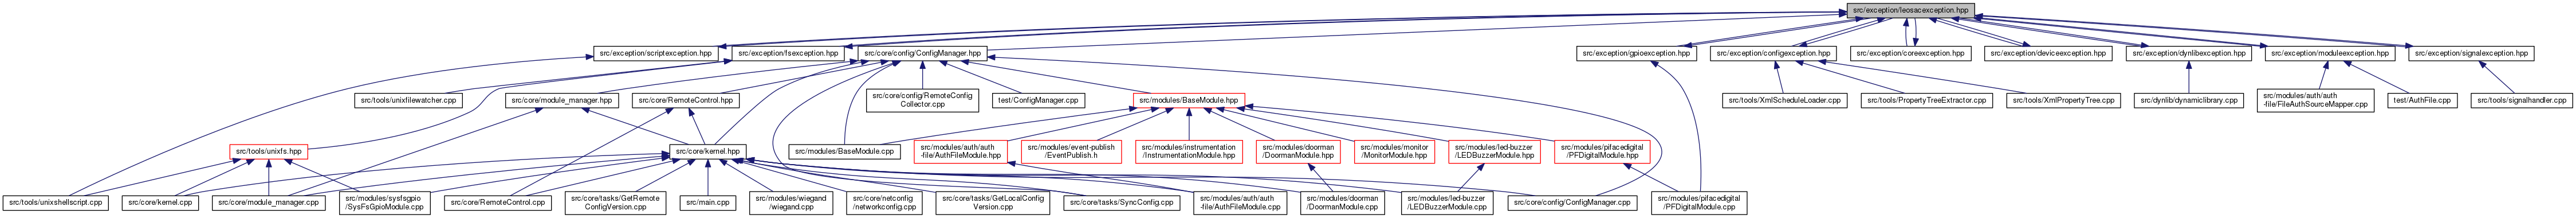 src/exception/leosacexception.hpp
src/exception/scriptexception.hpp
src/exception/fsexception.hpp
src/core/config/ConfigManager.hpp
src/exception/gpioexception.hpp
src/exception/configexception.hpp
src/exception/coreexception.hpp
src/exception/deviceexception.hpp
src/exception/dynlibexception.hpp
src/exception/moduleexception.hpp
src/exception/signalexception.hpp
src/tools/unixfilewatcher.cpp
src/core/module_manager.hpp
src/core/RemoteControl.hpp
src/core/config/RemoteConfig
Collector.cpp
test/ConfigManager.cpp
src/modules/BaseModule.hpp
src/tools/XmlScheduleLoader.cpp
src/tools/PropertyTreeExtractor.cpp
src/tools/XmlPropertyTree.cpp
src/dynlib/dynamiclibrary.cpp
src/modules/auth/auth
-file/FileAuthSourceMapper.cpp
test/AuthFile.cpp
src/tools/signalhandler.cpp
src/tools/unixfs.hpp
src/core/kernel.hpp
src/modules/BaseModule.cpp
src/modules/auth/auth
-file/AuthFileModule.hpp
src/modules/event-publish
/EventPublish.h
src/modules/instrumentation
/InstrumentationModule.hpp
src/modules/doorman
/DoormanModule.hpp
src/modules/monitor
/MonitorModule.hpp
src/modules/led-buzzer
/LEDBuzzerModule.hpp
src/modules/pifacedigital
/PFDigitalModule.hpp
src/tools/unixshellscript.cpp
src/core/kernel.cpp
src/core/module_manager.cpp
src/modules/sysfsgpio
/SysFsGpioModule.cpp
src/core/RemoteControl.cpp
src/core/tasks/GetRemote
ConfigVersion.cpp
src/main.cpp
src/modules/wiegand
/wiegand.cpp
src/core/netconfig
/networkconfig.cpp
src/core/tasks/GetLocalConfig
Version.cpp
src/core/tasks/SyncConfig.cpp
src/modules/auth/auth
-file/AuthFileModule.cpp
src/modules/doorman
/DoormanModule.cpp
src/modules/led-buzzer
/LEDBuzzerModule.cpp
src/core/config/ConfigManager.cpp
src/modules/pifacedigital
/PFDigitalModule.cpp